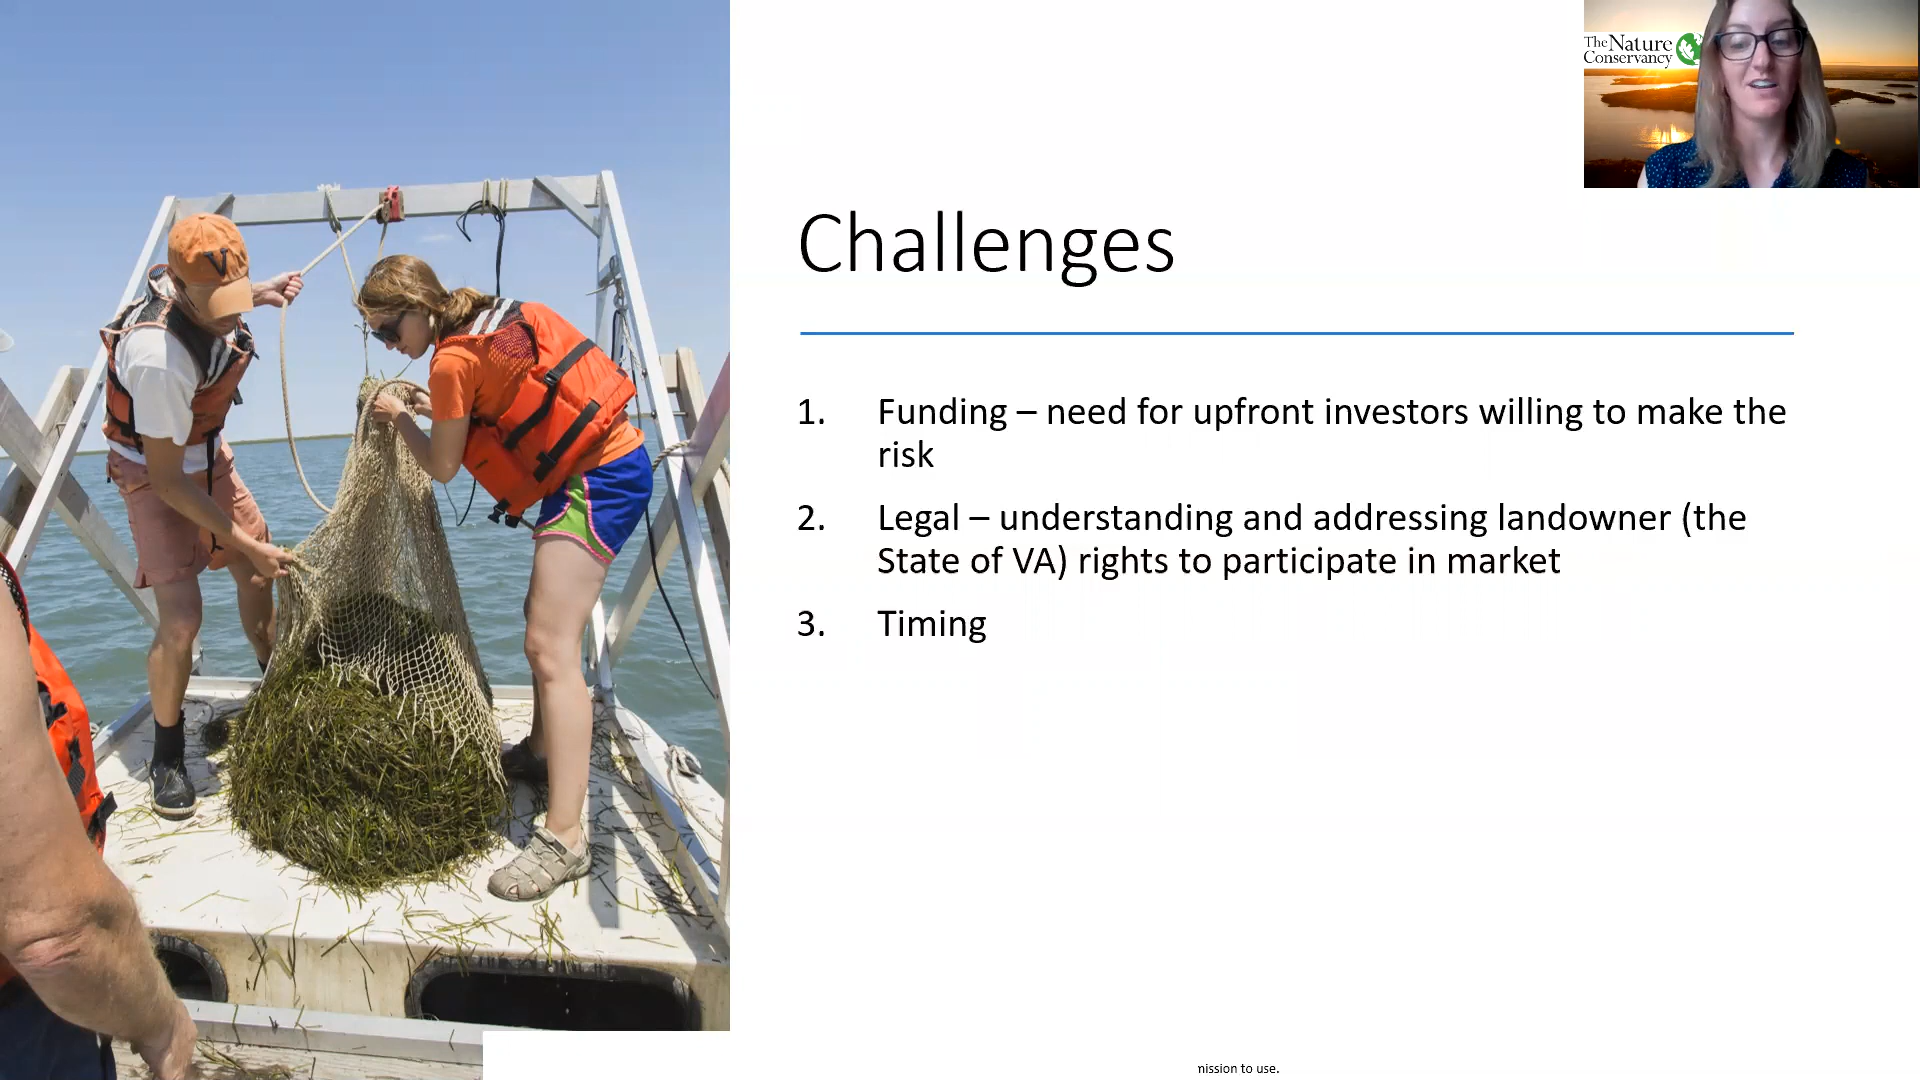 The Nature
Conservancy
V
Challenges
1. Funding – need for upfront investors willing to make the
risk
2. Legal – understanding and addressing landowner (the
State of VA) rights to participate in market
3. Timing
mission to use.